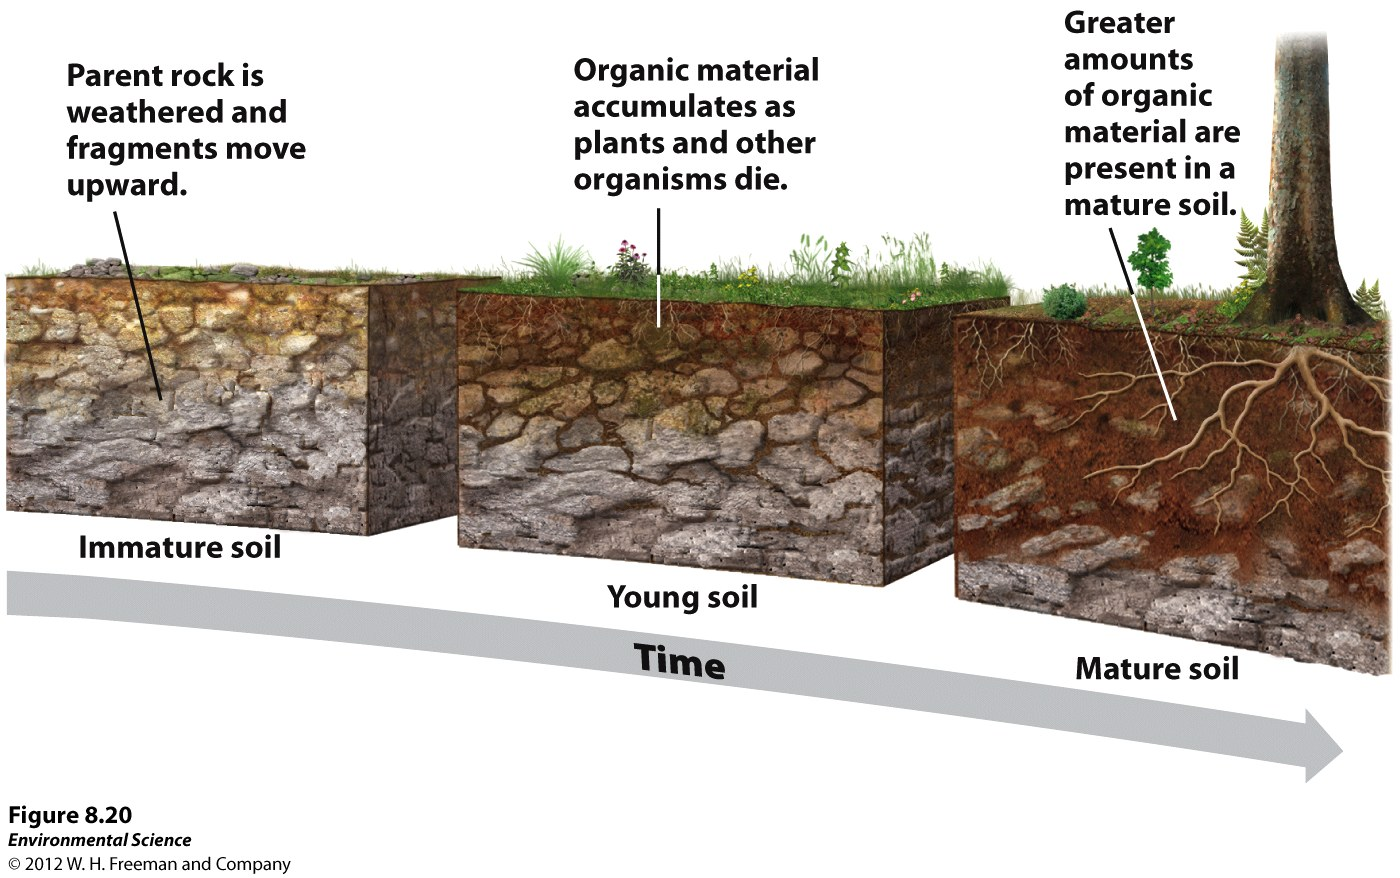 Parent rock is
weathered and
fragments move
upward.
Organic material
accumulates as
plants and other
organisms die.
Greater
amounts
of organic
material are
present in a
mature soil.
Immature soil
Young soil
Mature soil
Time
Figure 8.20
Environmental Science
© 2012 W. H. Freeman and Company